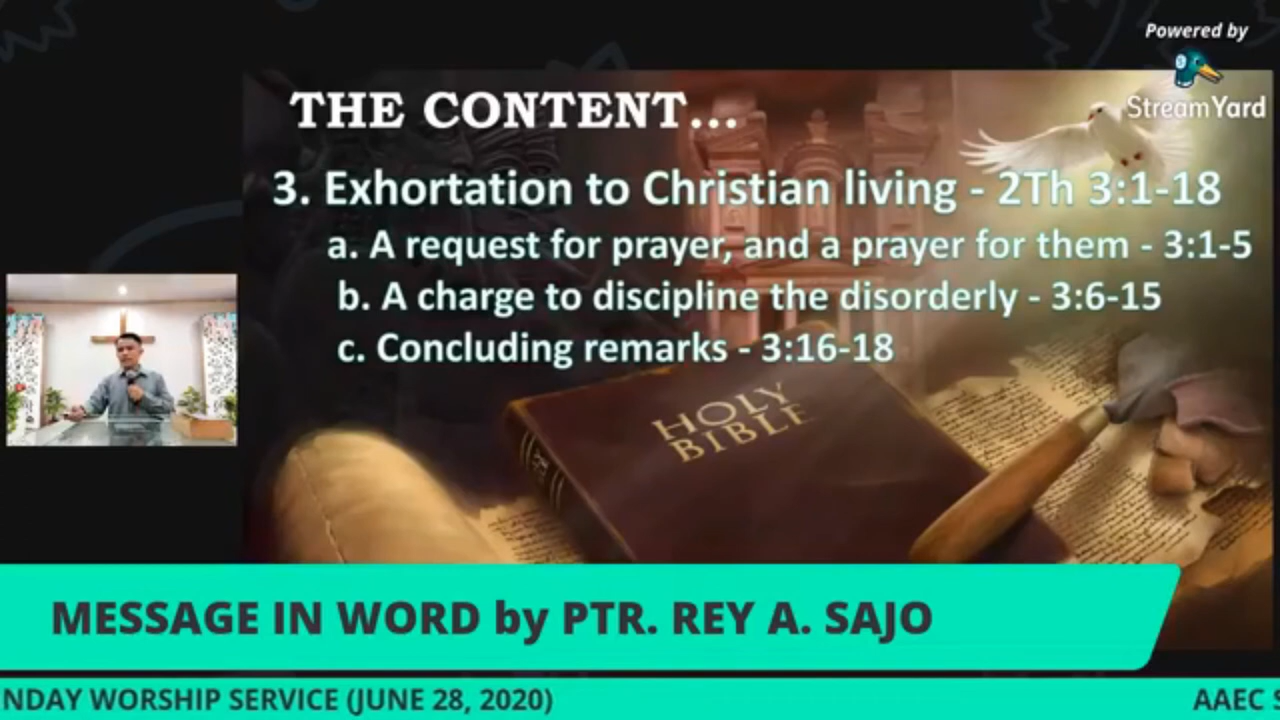 Powered by
StreamYard
THE CONTENT...
3. Exhortation to Christian living - 2Th 3:1-18
a. A request for prayer, and a prayer for them - 3:1-5
b. A charge to discipline the disorderly - 3:6-15
c. Concluding remarks - 3:16-18
HOLY
BIBLE
MESSAGE IN WORD by PTR. REY A. SAJO
NDAY WORSHIP SERVICE (JUNE 28, 2020)
AAEC S